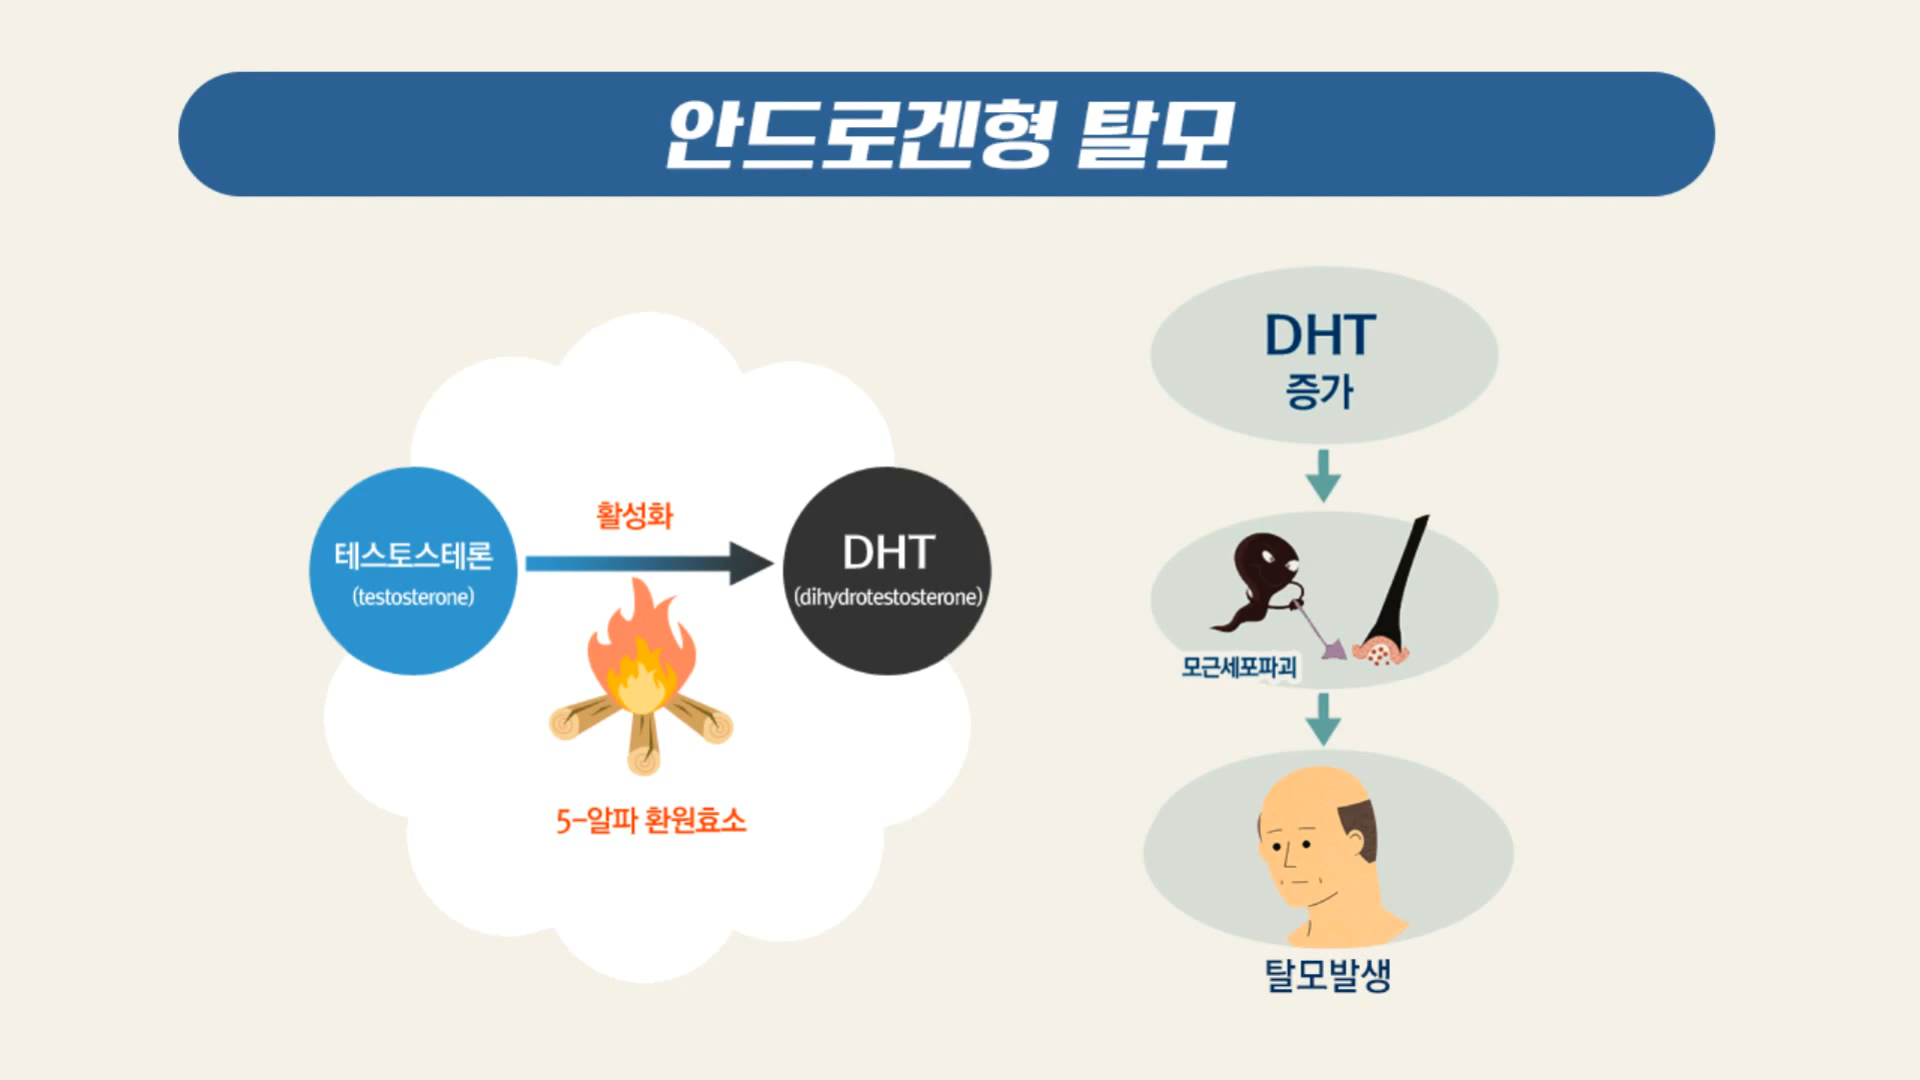 안드로겐형 탈모
테스토스테론
(testosterone)
활성화
DHT
(dihydrotestosterone)
5-알파 환원효소
DHT
증가
모근세포파괴
탈모발생